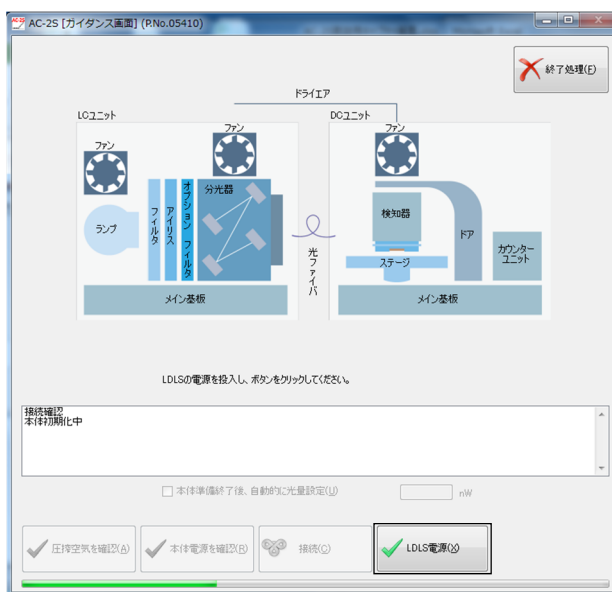 AC-2S [ガイダンス画面] (P.No.05410)
終了処理(F)
ドライエア
LCユニット
DCユニット
ファン
ファン
ファン
ランプ
フィルタ
アイリス
オプション フィルタ
分光器
光ファイバ
検知器
ステージ
ドア
カウンター
ユニット
メイン基板
メイン基板
LDLSの電源を投入し、ボタンをクリックしてください。
接続確認
本体初期化中
本体準備終了後、自動的に光量設定(U)
nW
圧搾空気を確認(A)
本体電源を確認(R)
接続(C)
LDLS電源(X)